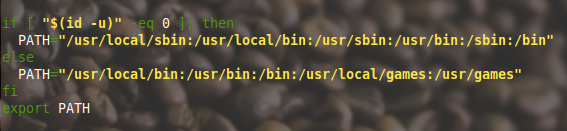 if [ "$(id -u)" -eq 0 ]; then
  PATH="/usr/local/sbin:/usr/local/bin:/usr/sbin:/usr/bin:/sbin:/bin"
else
  PATH="/usr/local/bin:/usr/bin:/bin:/usr/local/games:/usr/games"
fi
export PATH